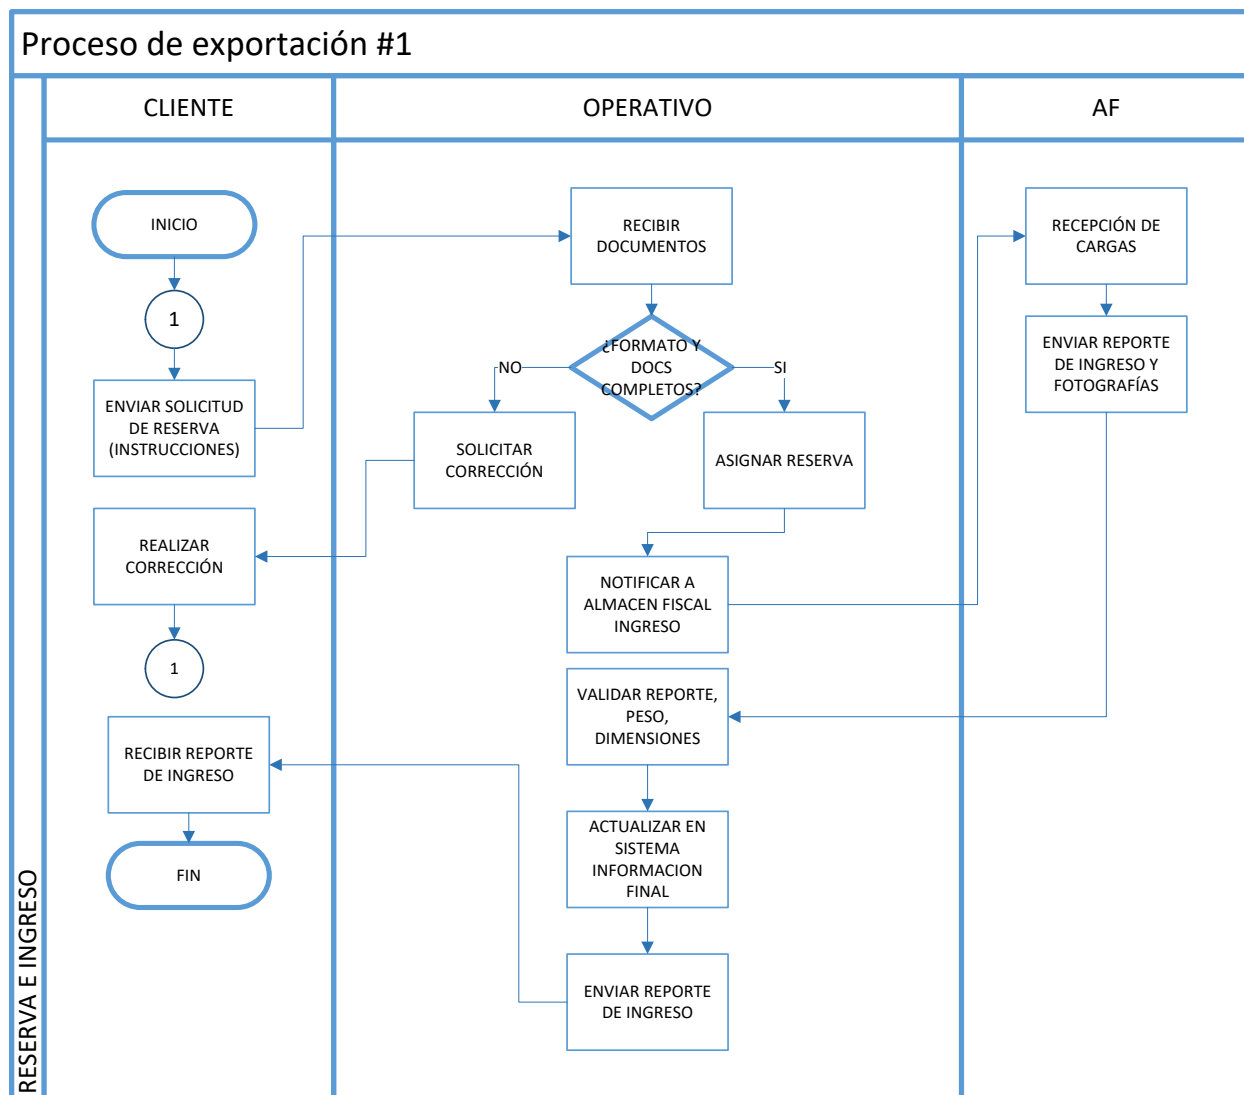 Proceso de exportación #1
CLIENTE
OPERATIVO
AF
RESERVA E INGRESO
INICIO
1
ENVIAR SOLICITUD
DE RESERVA
(INSTRUCCIONES)
REALIZAR
CORRECCIÓN
1
RECIBIR REPORTE
DE INGRESO
FIN
RECIBIR
DOCUMENTOS
¿FORMATO Y
DOCS
COMPLETOS?
NO
SI
SOLICITAR
CORRECCIÓN
ASIGNAR RESERVA
NOTIFICAR A
ALMACEN FISCAL
INGRESO
VALIDAR REPORTE,
PESO,
DIMENSIONES
ACTUALIZAR EN
SISTEMA
INFORMACION
FINAL
ENVIAR REPORTE
DE INGRESO
RECEPCIÓN DE
CARGAS
ENVIAR REPORTE
DE INGRESO Y
FOTOGRAFÍAS